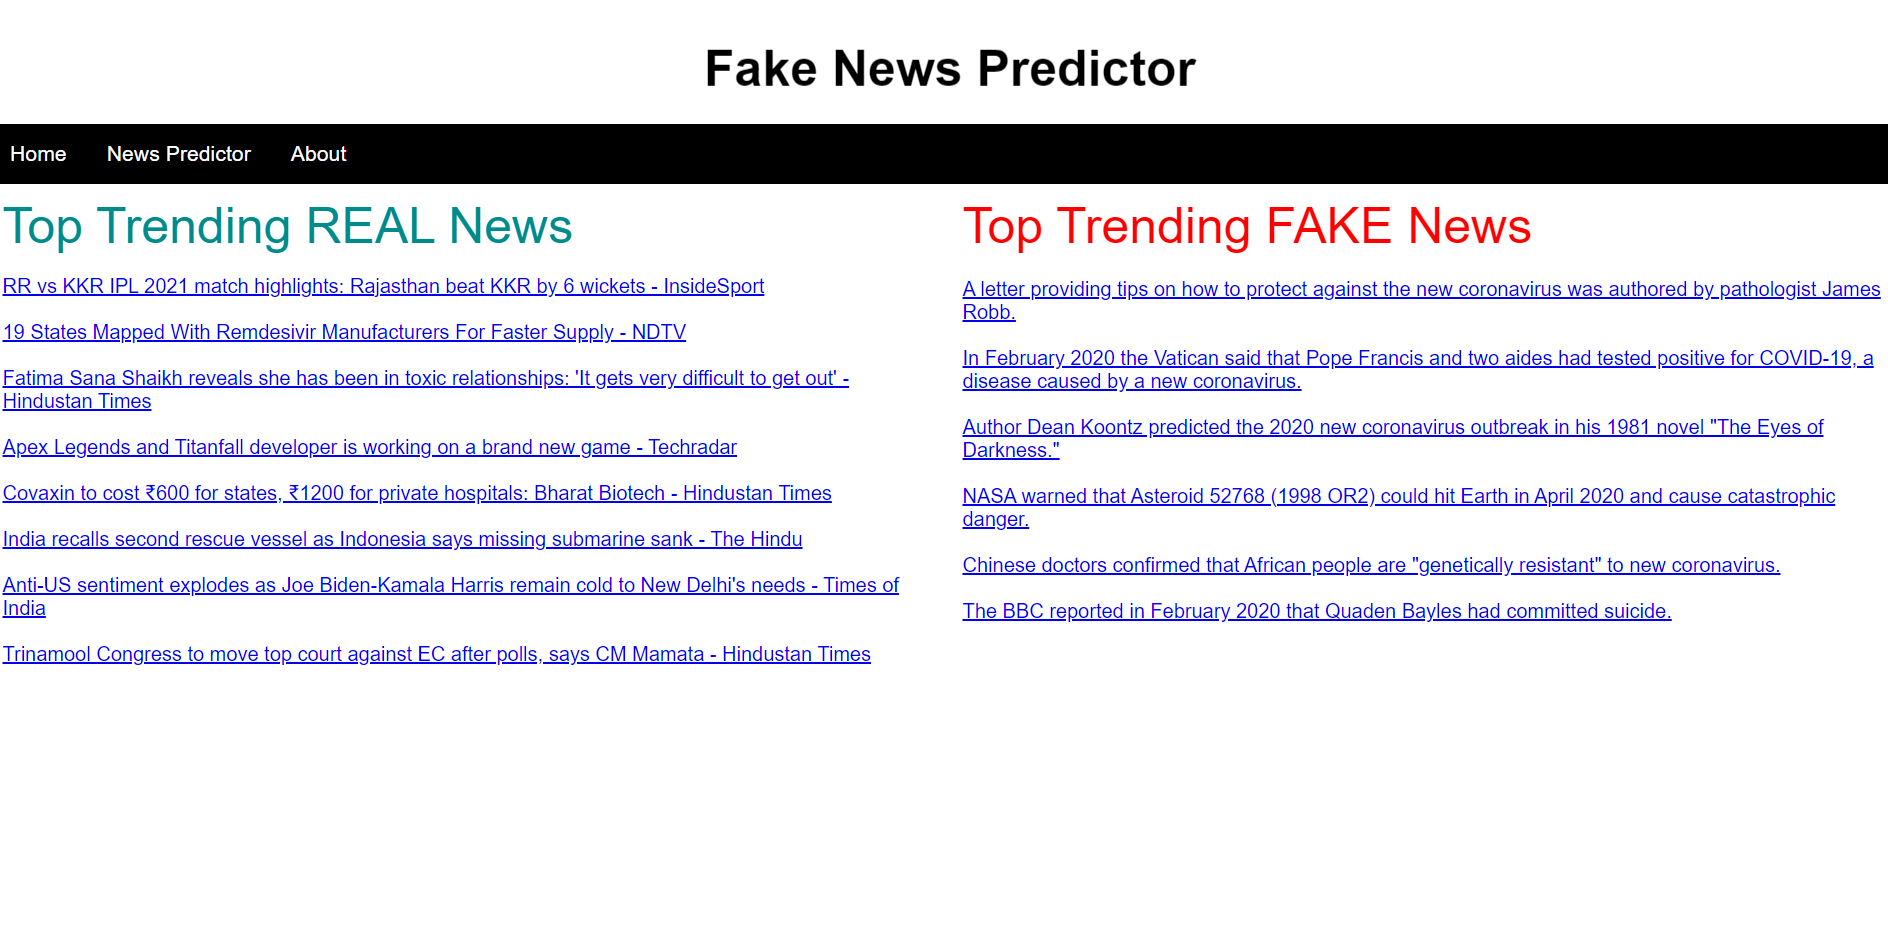 Fake News Predictor
Home News Predictor About
Top Trending REAL News
RR vs KKR IPL 2021 match highlights: Rajasthan beat KKR by 6 wickets - InsideSport
19 States Mapped With Remdesivir Manufacturers For Faster Supply - NDTV
Fatima Sana Shaikh reveals she has been in toxic relationships: 'It gets very difficult to get out' -
Hindustan Times
Apex Legends and Titanfall developer is working on a brand new game - Techradar
Covaxin to cost ₹600 for states, ₹1200 for private hospitals: Bharat Biotech - Hindustan Times
India recalls second rescue vessel as Indonesia says missing submarine sank - The Hindu
Anti-US sentiment explodes as Joe Biden-Kamala Harris remain cold to New Delhi's needs - Times of
India
Trinamool Congress to move top court against EC after polls, says CM Mamata - Hindustan Times
Top Trending FAKE News
A letter providing tips on how to protect against the new coronavirus was authored by pathologist James
Robb.
In February 2020 the Vatican said that Pope Francis and two aides had tested positive for COVID-19, a
disease caused by a new coronavirus.
Author Dean Koontz predicted the 2020 new coronavirus outbreak in his 1981 novel "The Eyes of
Darkness."
NASA warned that Asteroid 52768 (1998 OR2) could hit Earth in April 2020 and cause catastrophic
danger.
Chinese doctors confirmed that African people are "genetically resistant" to new coronavirus.
The BBC reported in February 2020 that Quaden Bayles had committed suicide.